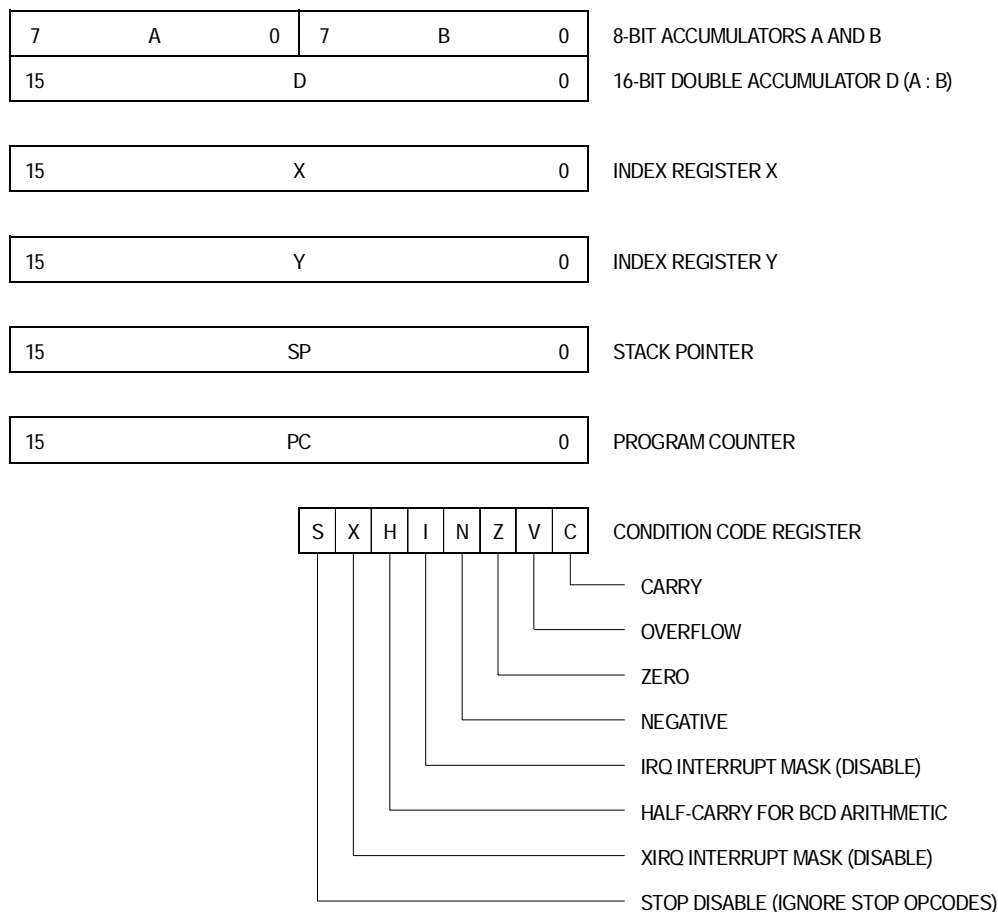 7 A 0 7 B 0 8-BIT ACCUMULATORS A AND B
15 D 0 16-BIT DOUBLE ACCUMULATOR D (A : B)
15 X 0 INDEX REGISTER X
15 Y 0 INDEX REGISTER Y
15 SP 0 STACK POINTER
15 PC 0 PROGRAM COUNTER
S X H I N Z V C CONDITION CODE REGISTER
CARRY
OVERFLOW
ZERO
NEGATIVE
IRQ INTERRUPT MASK (DISABLE)
HALF-CARRY FOR BCD ARITHMETIC
XIRQ INTERRUPT MASK (DISABLE)
STOP DISABLE (IGNORE STOP OPCODES)